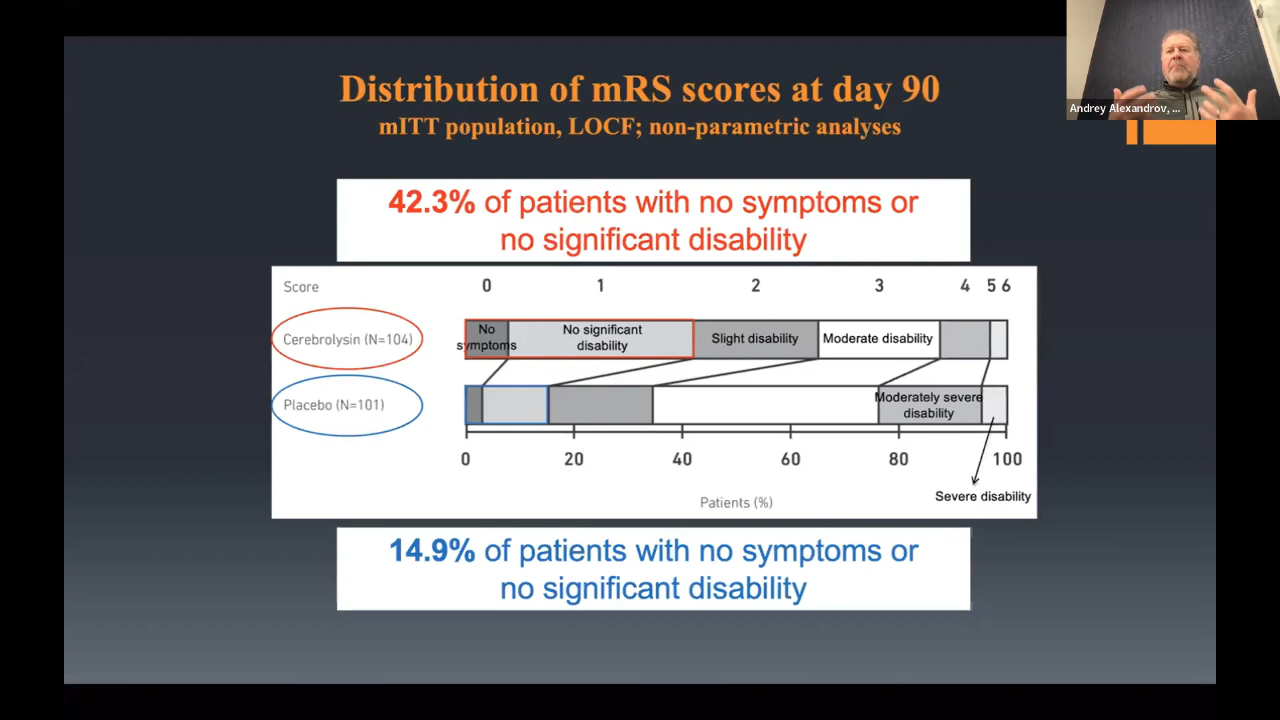 Distribution of mRS scores at day 90
mITT population, LOCF; non-parametric analyses
Andrey Alexandrov, ...
42.3% of patients with no symptoms or
no significant disability
Score 0 1 2 3 4 5 6
Cerebrolysin (N=104)
No
symptoms
No significant
disability
Slight disability
Moderate disability
Placebo (N=101)
Moderately severe
disability
0 20 40 60 80 100
Severe disability
Patients (%)
14.9% of patients with no symptoms or
no significant disability